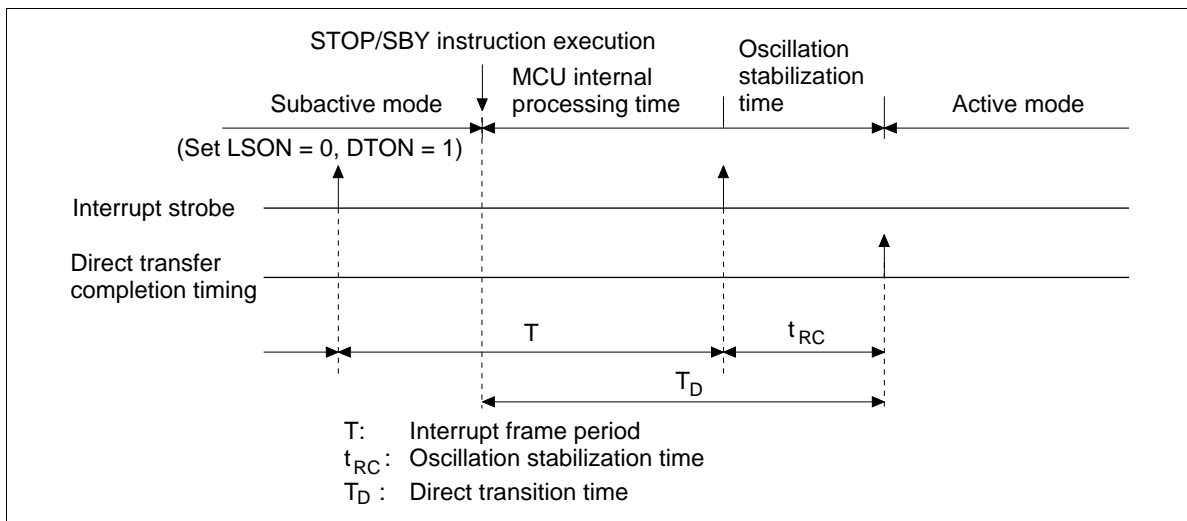 STOP/SBY instruction execution
Oscillation
stabilization
time
MCU internal
processing time
Subactive mode
Active mode
(Set LSON = 0, DTON = 1)
Interrupt strobe
Direct transfer
completion timing
T
tRC
TD
T: Interrupt frame period
tRC : Oscillation stabilization time
TD : Direct transition time